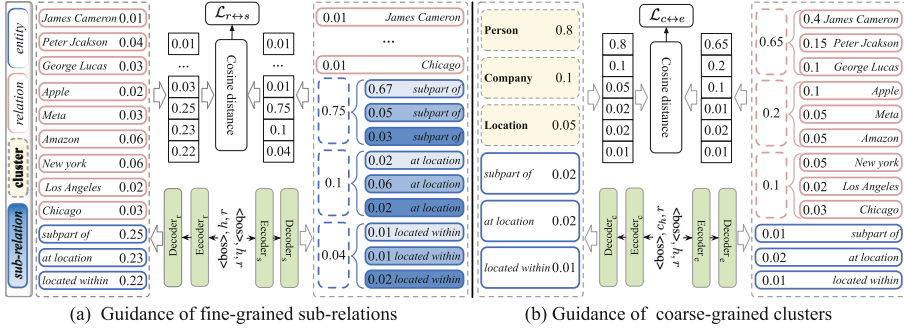 entity
relation
cluster
sub-relation
James Cameron 0.01
Peter Jcakson 0.04
George Lucas 0.03
Apple 0.02
Meta 0.03
Amazon 0.06
New york 0.06
Los Angeles 0.02
Chicago 0.03
subpart of 0.25
at location 0.23
located within 0.22
ℒr↔s
0.01
...
0.03
0.25
0.23
0.22
Cosine distance
0.01
...
0.01
0.75
0.1
0.04
Decoderr
Eecoderr
<bos>, h, r
<bos>, h, r
Eecoders
Decoders
0.01 James Cameron
...
0.01 Chicago
0.75
0.67 subpart of
0.05 subpart of
0.03 subpart of
0.1
0.02 at location
0.06 at location
0.02 at location
0.04
0.01 located within
0.01 located within
0.02 located within
(a) Guidance of fine-grained sub-relations
Person 0.8
Company 0.1
Location 0.05
subpart of 0.02
at location 0.02
located within 0.01
ℒc↔e
0.8
0.1
0.05
0.02
0.02
0.01
Cosine distance
0.65
0.2
0.1
0.01
0.02
0.01
Decoderc
Eecoderc
<bos>, ch, r
<bos>, h, r
Eecodere
Decodere
0.65
0.4 James Cameron
0.15 Peter Jcakson
0.1 George Lucas
0.2
0.1 Apple
0.05 Meta
0.05 Amazon
0.1
0.05 New york
0.02 Los Angeles
0.03 Chicago
0.01 subpart of
0.02 at location
0.01 located within
(b) Guidance of coarse-grained clusters